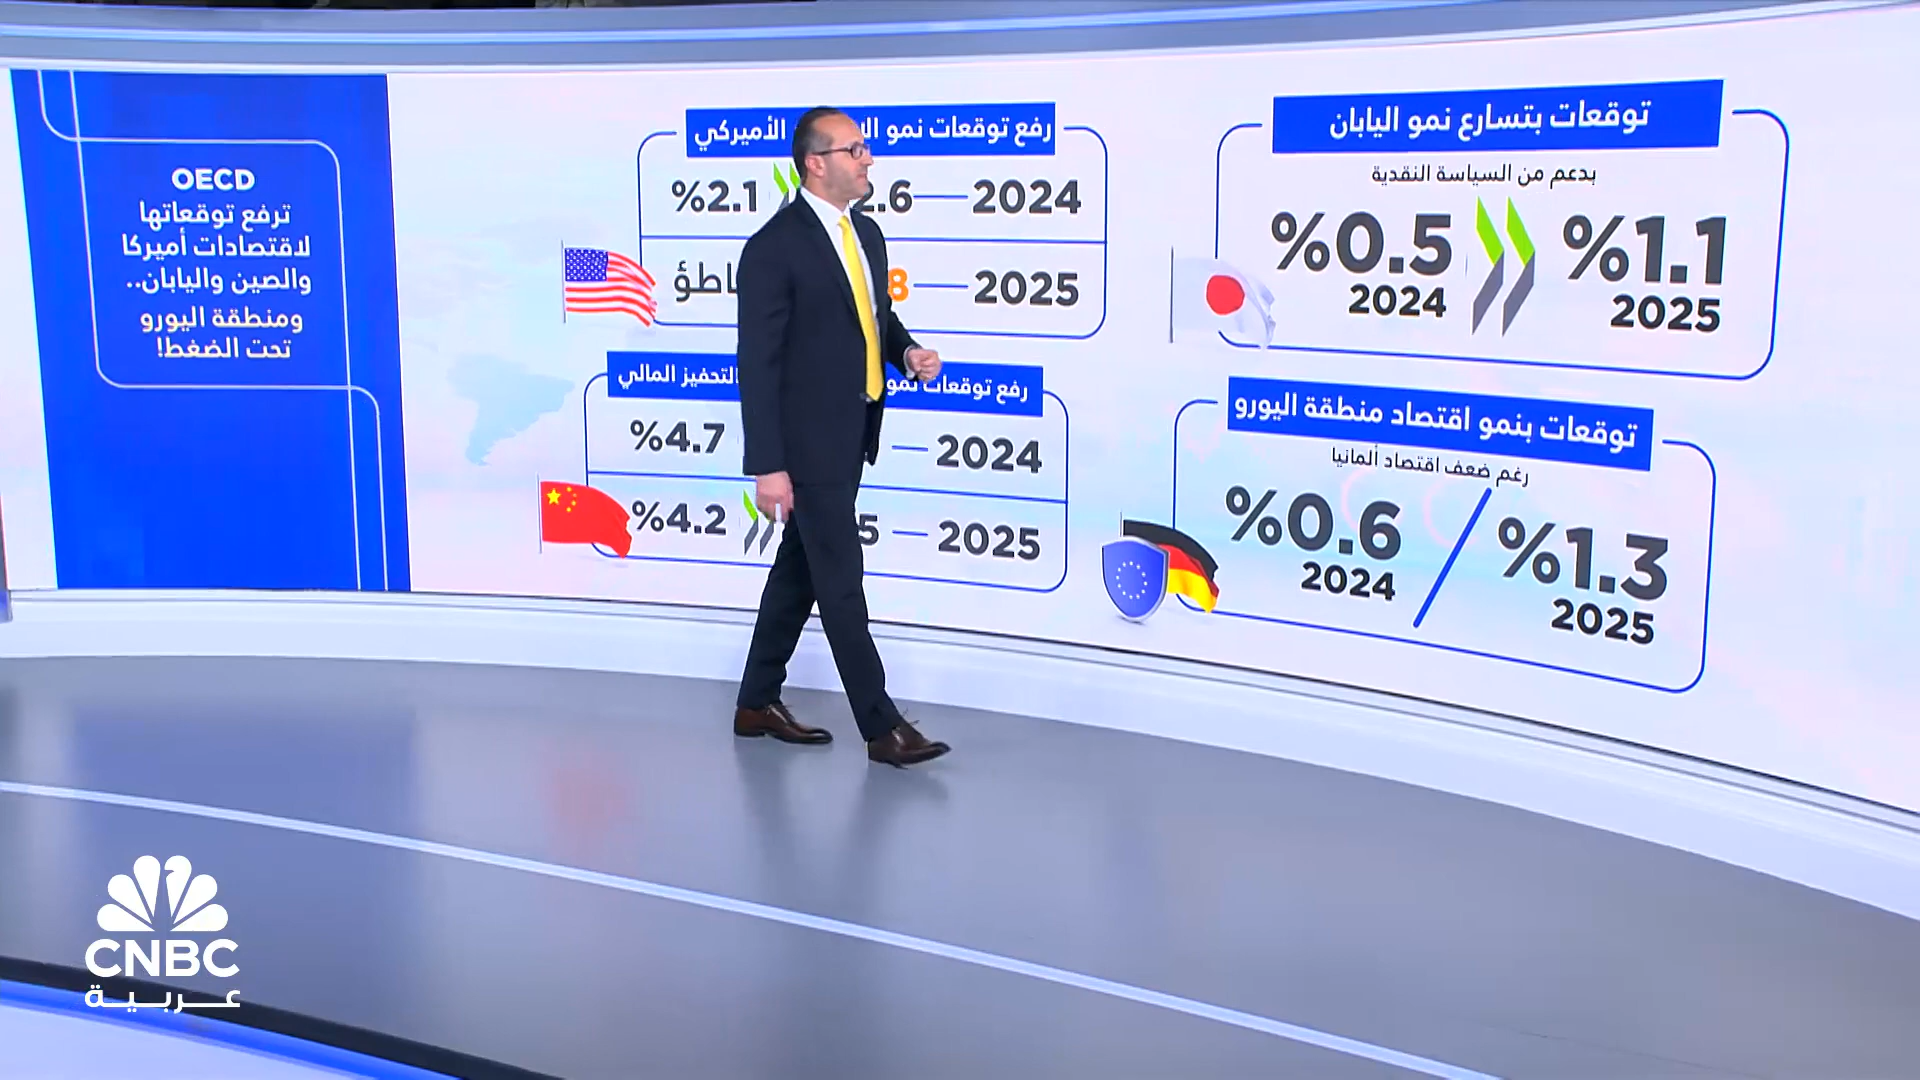 توقعات بتسارع نمو اليابان
بدعم من السياسة النقدية
%1.1
%0.5
2025
2024
توقعات بنمو اقتصاد منطقة اليورو
رغم ضعف اقتصاد ألمانيا
%1.3
%0.6
2025
2024
رفع توقعات نمو الأميركي
2024 — 2.6 %2.1
2025 — 8
رفع توقعات نمو التحفيز المالي
2024 — %4.7
2025 — 5 %4.2
OECD
ترفع توقعاتها
لاقتصادات أميركا
والصين واليابان..
ومنطقة اليورو
تحت الضغط!
CNBC
عربية